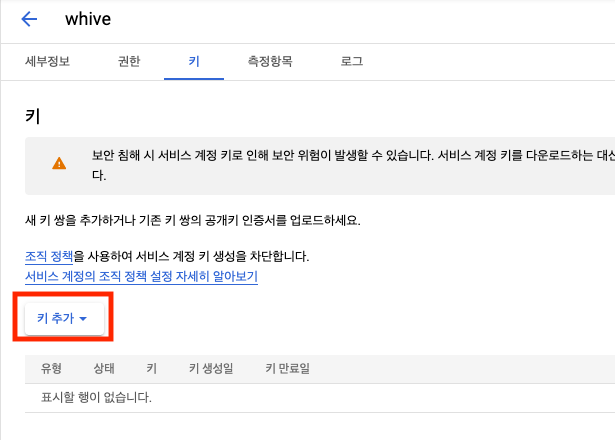 whive
세부정보 권한 키 측정항목 로그
키
보안 침해 시 서비스 계정 키로 인해 보안 위험이 발생할 수 있습니다. 서비스 계정 키를 다운로드하는 대신
다.
새 키 쌍을 추가하거나 기존 키 쌍의 공개키 인증서를 업로드하세요.
조직 정책을 사용하여 서비스 계정 키 생성을 차단합니다.
서비스 계정의 조직 정책 설정 자세히 알아보기
키 추가
유형 상태 키 키 생성일 키 만료일
표시할 행이 없습니다.